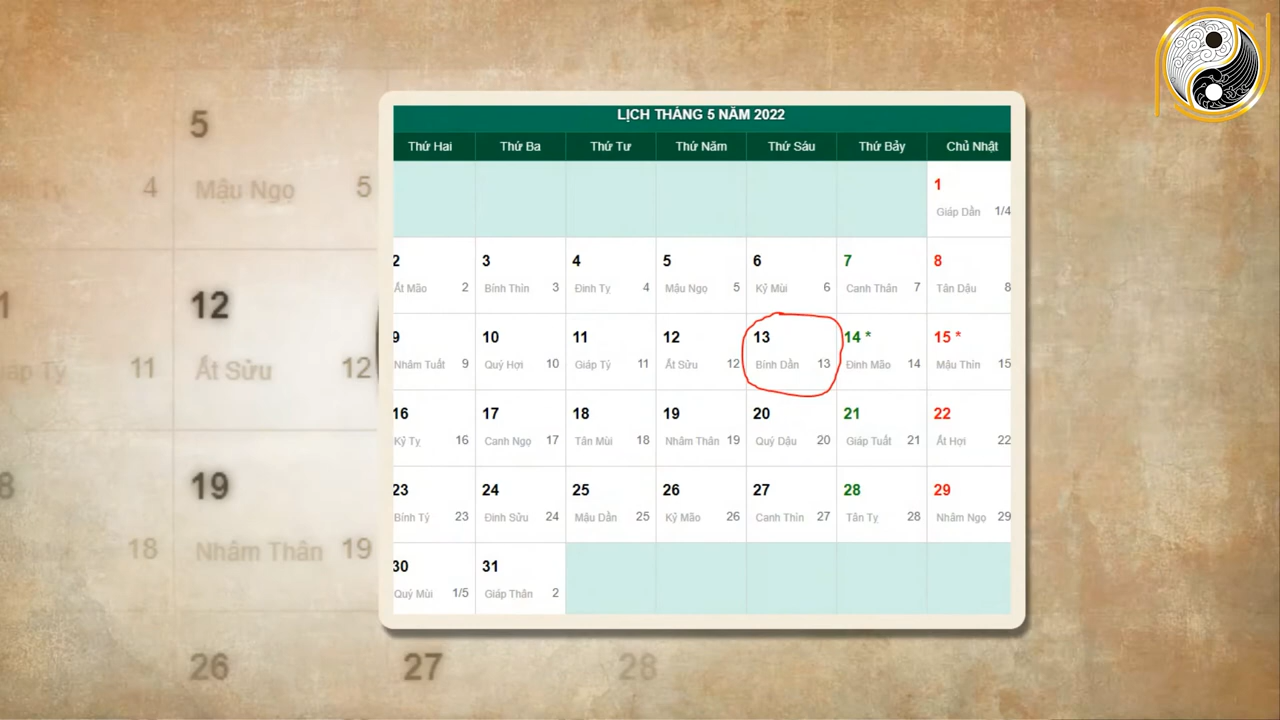 LỊCH THÁNG 5 NĂM 2022
Thứ Hai Thứ Ba Thứ Tư Thứ Năm Thứ Sáu Thứ Bảy Chủ Nhật
1
Giáp Dần 1/4
2 3 4 5 6 7 8
Ất Mão 2 Bính Thìn 3 Đinh Tỵ 4 Mậu Ngọ 5 Kỷ Mùi 6 Canh Thân 7 Tân Dậu 8
9 10 11 12 13 14 * 15 *
Nhâm Tuất 9 Quý Hợi 10 Giáp Tý 11 Ất Sửu 12 Bính Dần 13 Đinh Mão 14 Mậu Thìn 15
16 17 18 19 20 21 22
Kỷ Tỵ 16 Canh Ngọ 17 Tân Mùi 18 Nhâm Thân 19 Quý Dậu 20 Giáp Tuất 21 Ất Hợi 22
23 24 25 26 27 28 29
Bính Tý 23 Đinh Sửu 24 Mậu Dần 25 Kỷ Mão 26 Canh Thìn 27 Tân Tỵ 28 Nhâm Ngọ 29
30 31
Quý Mùi 1/5 Giáp Thân 2
5
4 Mậu Ngọ 5
12
11 Ất Sửu 12
19
18 Nhâm Thân 19
26 27 28